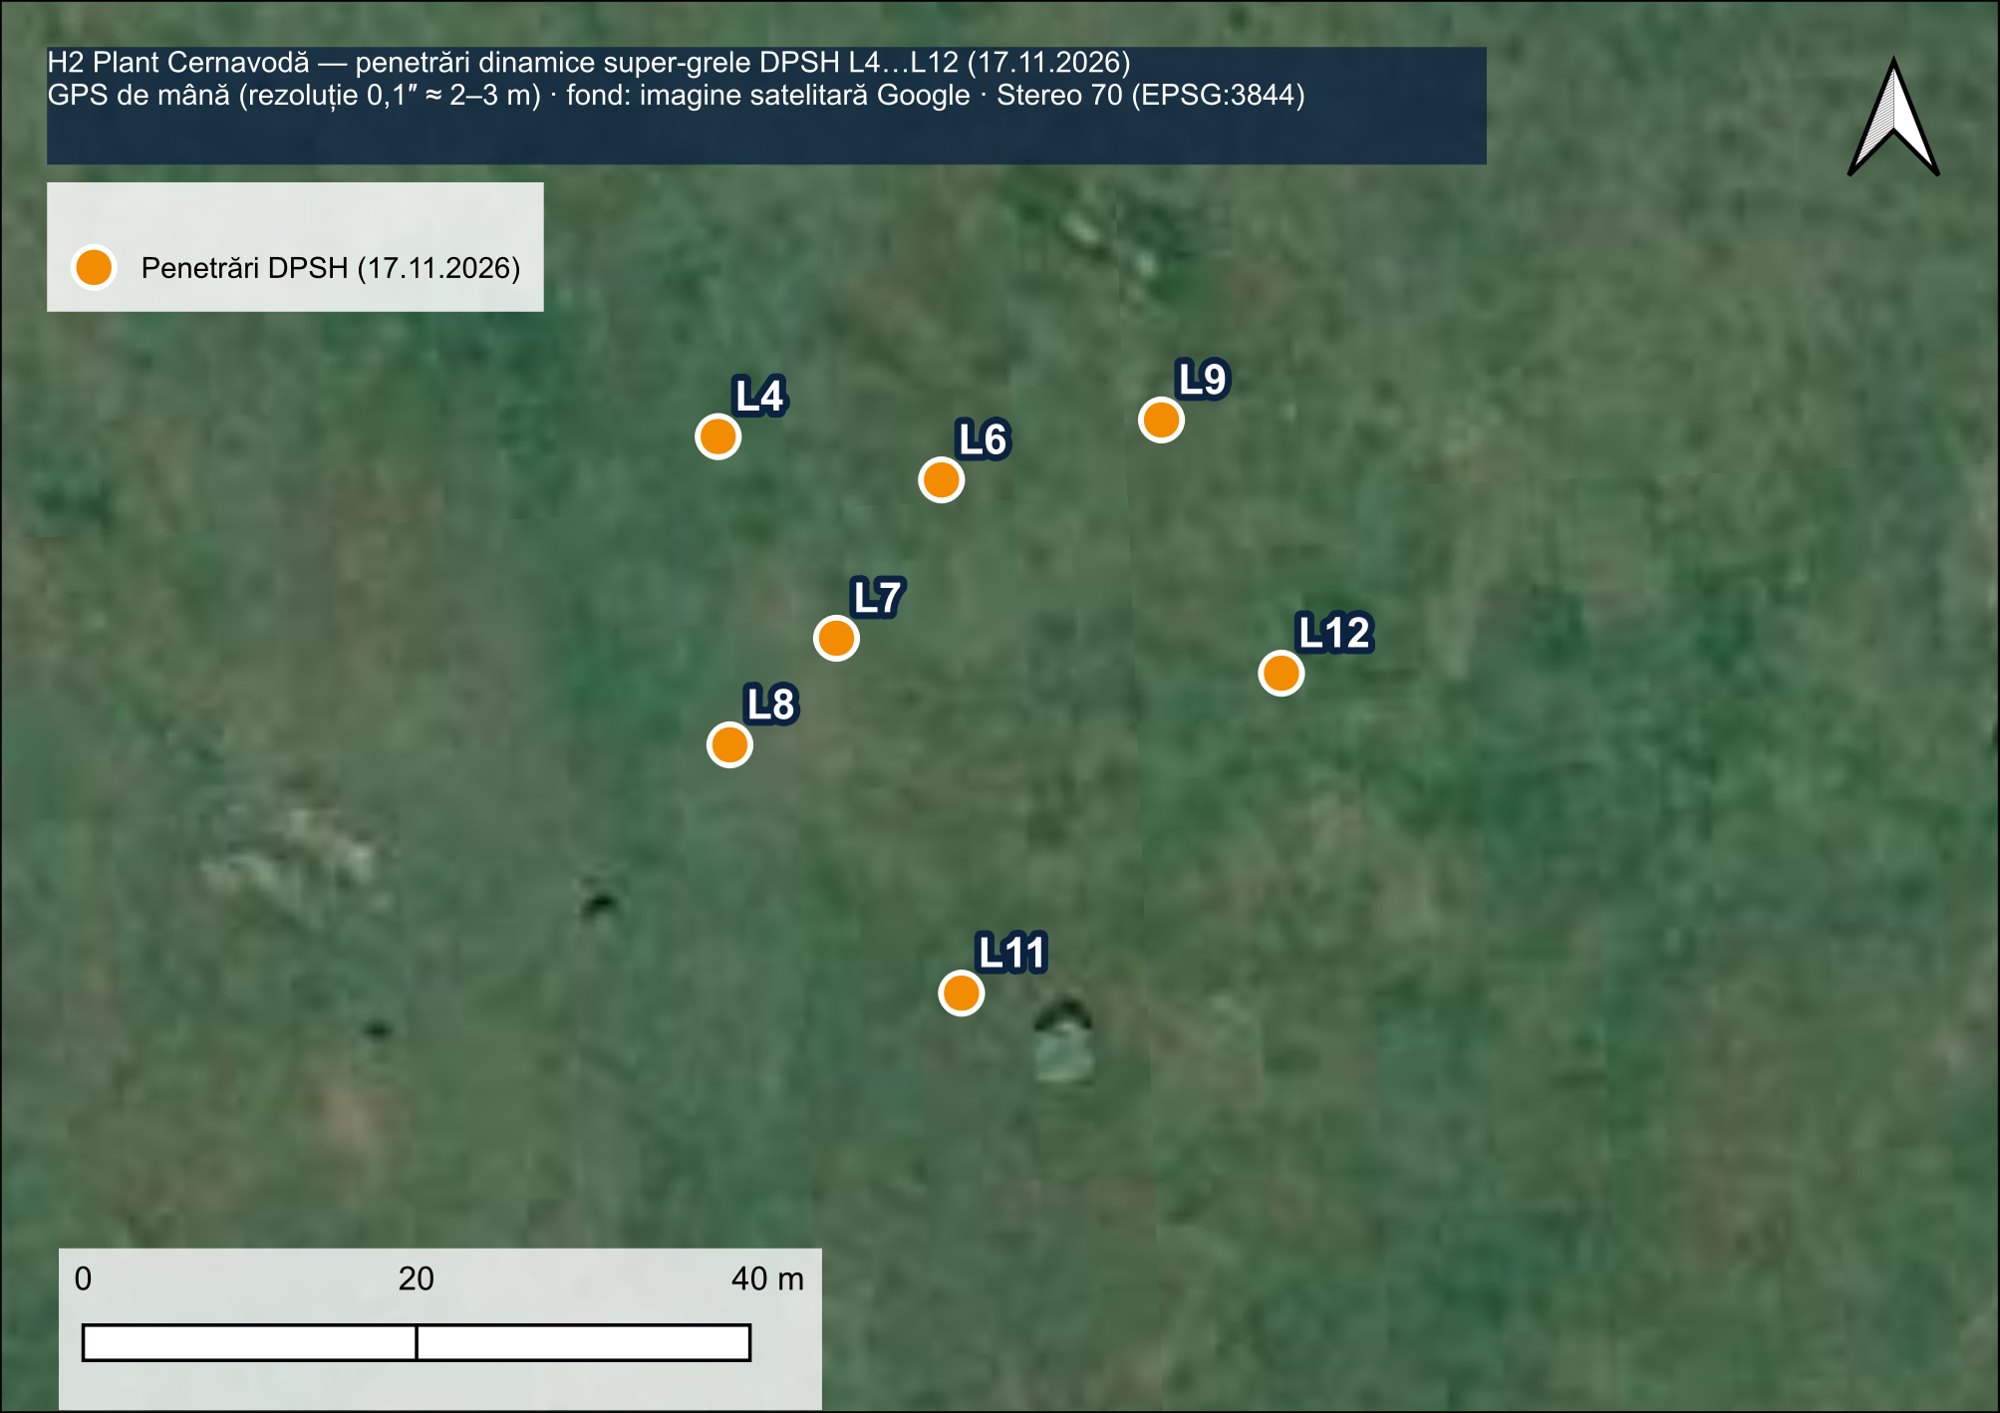 H2 Plant Cernavodă — penetrări dinamice super-grele DPSH L4…L12 (17.11.2026)
GPS de mână (rezoluție 0,1″ ≈ 2–3 m) · fond: imagine satelitară Google · Stereo 70 (EPSG:3844)
Penetrări DPSH (17.11.2026)
L4
L9
L6
L7
L12
L8
L11
0 20 40 m